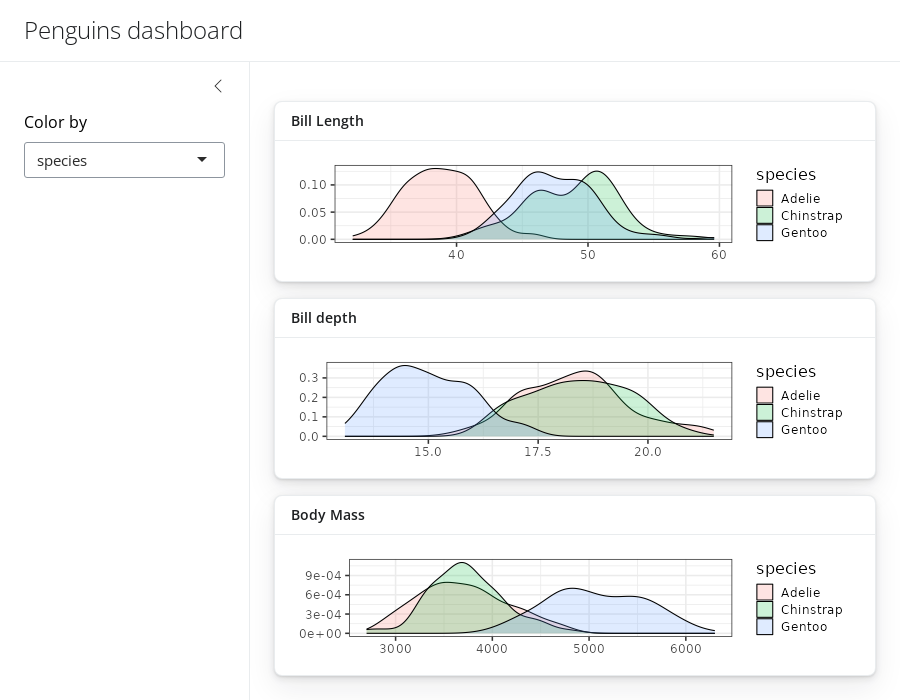 Penguins dashboard
Color by
species
Bill Length
0.10
0.05
0.00
40 50 60
species
Adelie
Chinstrap
Gentoo
Bill depth
0.3
0.2
0.1
0.0
15.0 17.5 20.0
species
Adelie
Chinstrap
Gentoo
Body Mass
9e-04
6e-04
3e-04
0e+00
3000 4000 5000 6000
species
Adelie
Chinstrap
Gentoo